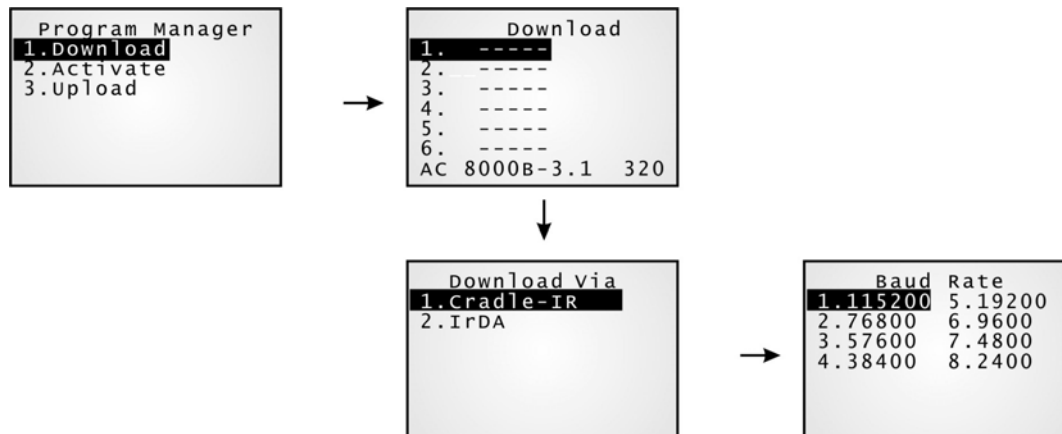 Program Manager
1.Download
2.Activate
3.Upload
Download
1. -----
2. -----
3. -----
4. -----
5. -----
6. -----
AC 8000B-3.1 320
Download Via
1.Cradle-IR
2.IrDA
Baud Rate
1.115200 5.19200
2.76800 6.9600
3.57600 7.4800
4.38400 8.2400